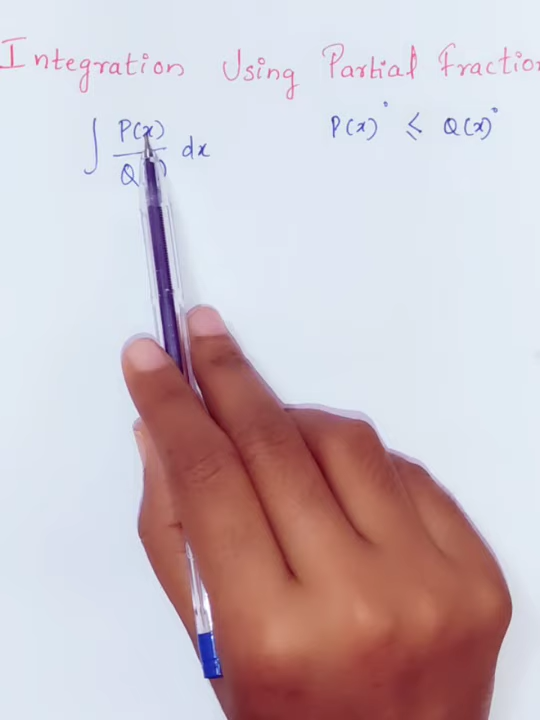 Integration Using Partial Fraction
∫ P(x) / Q( ) dx P(x)° ≤ Q(x)°